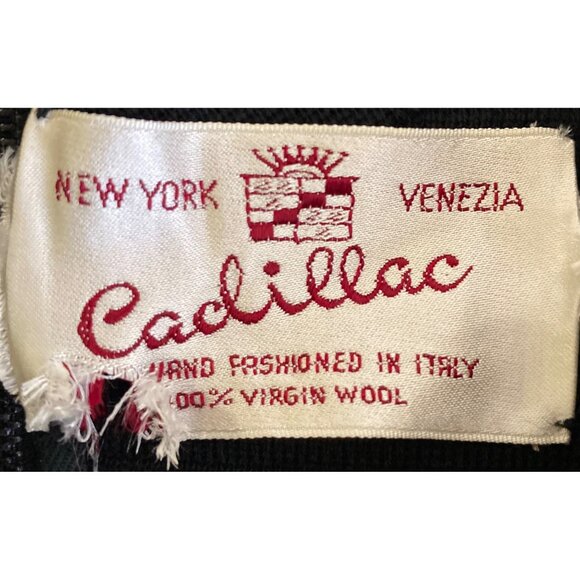 NEW YORK VENEZIA
Cadillac
HAND FASHIONED IN ITALY
100% VIRGIN WOOL